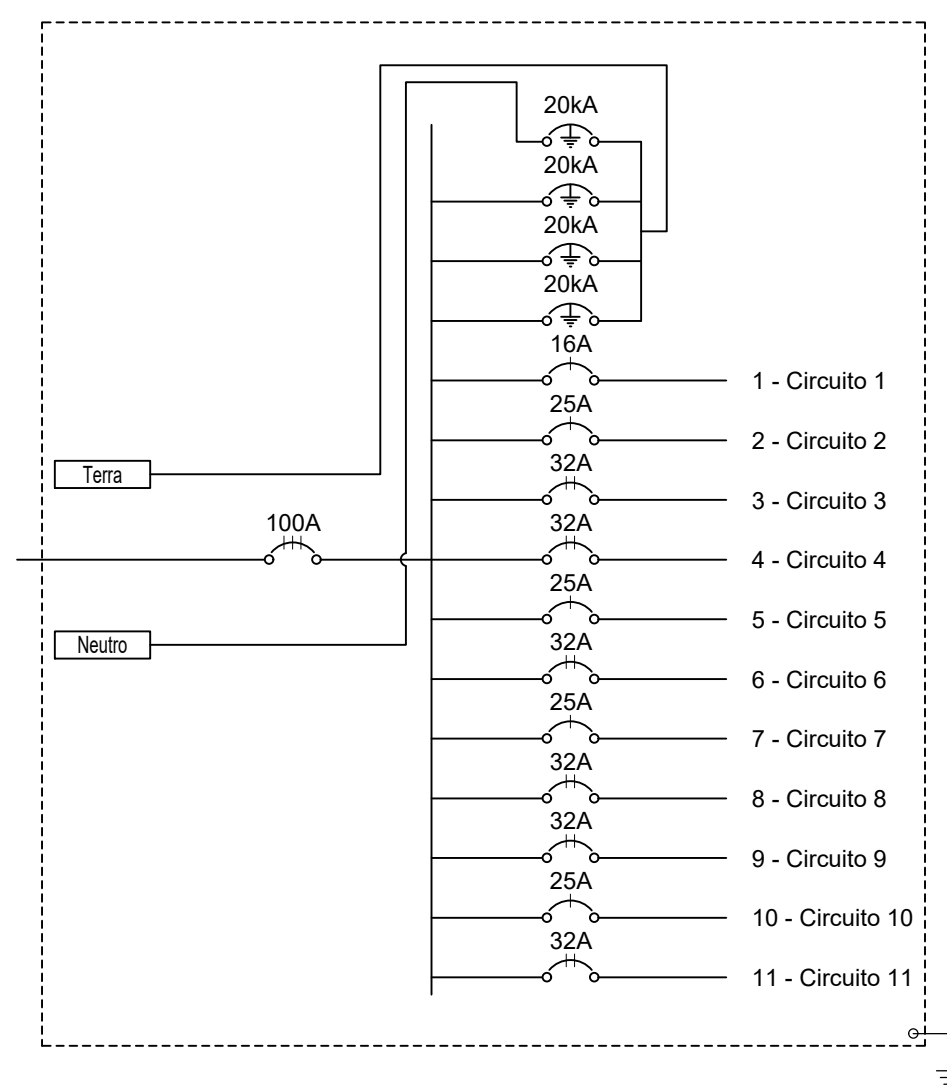 20kA
20kA
20kA
20kA
16A
1 - Circuito 1
25A
2 - Circuito 2
32A
Terra
3 - Circuito 3
100A
32A
4 - Circuito 4
25A
5 - Circuito 5
Neutro
32A
6 - Circuito 6
25A
7 - Circuito 7
32A
8 - Circuito 8
32A
9 - Circuito 9
25A
10 - Circuito 10
32A
11 - Circuito 11